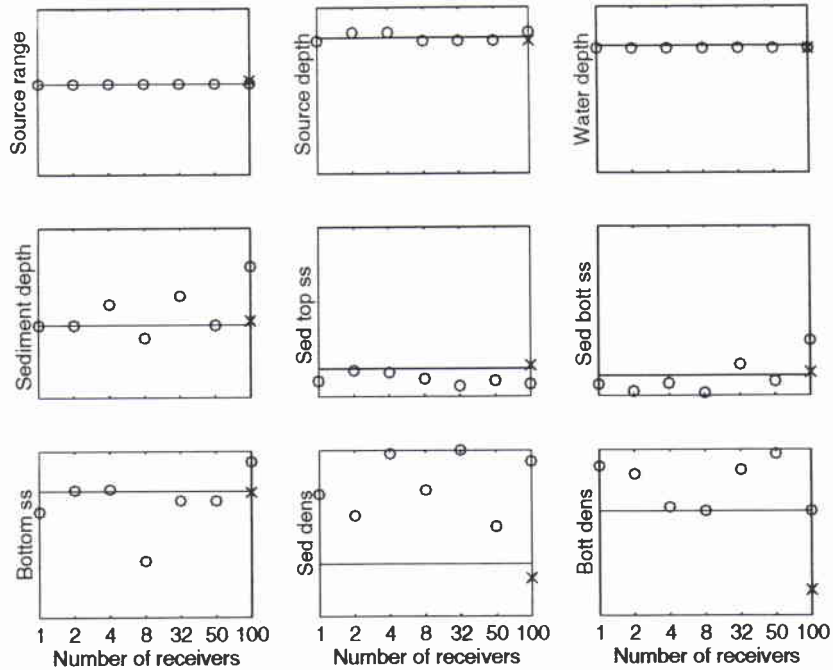 Source range
Source depth
Water depth
Sediment depth
Sed top ss
Sed bott ss
Bottom ss
Sed dens
Bott dens
1 2 4 8 32 50 100
1 2 4 8 32 50 100
1 2 4 8 32 50 100
Number of receivers
Number of receivers
Number of receivers